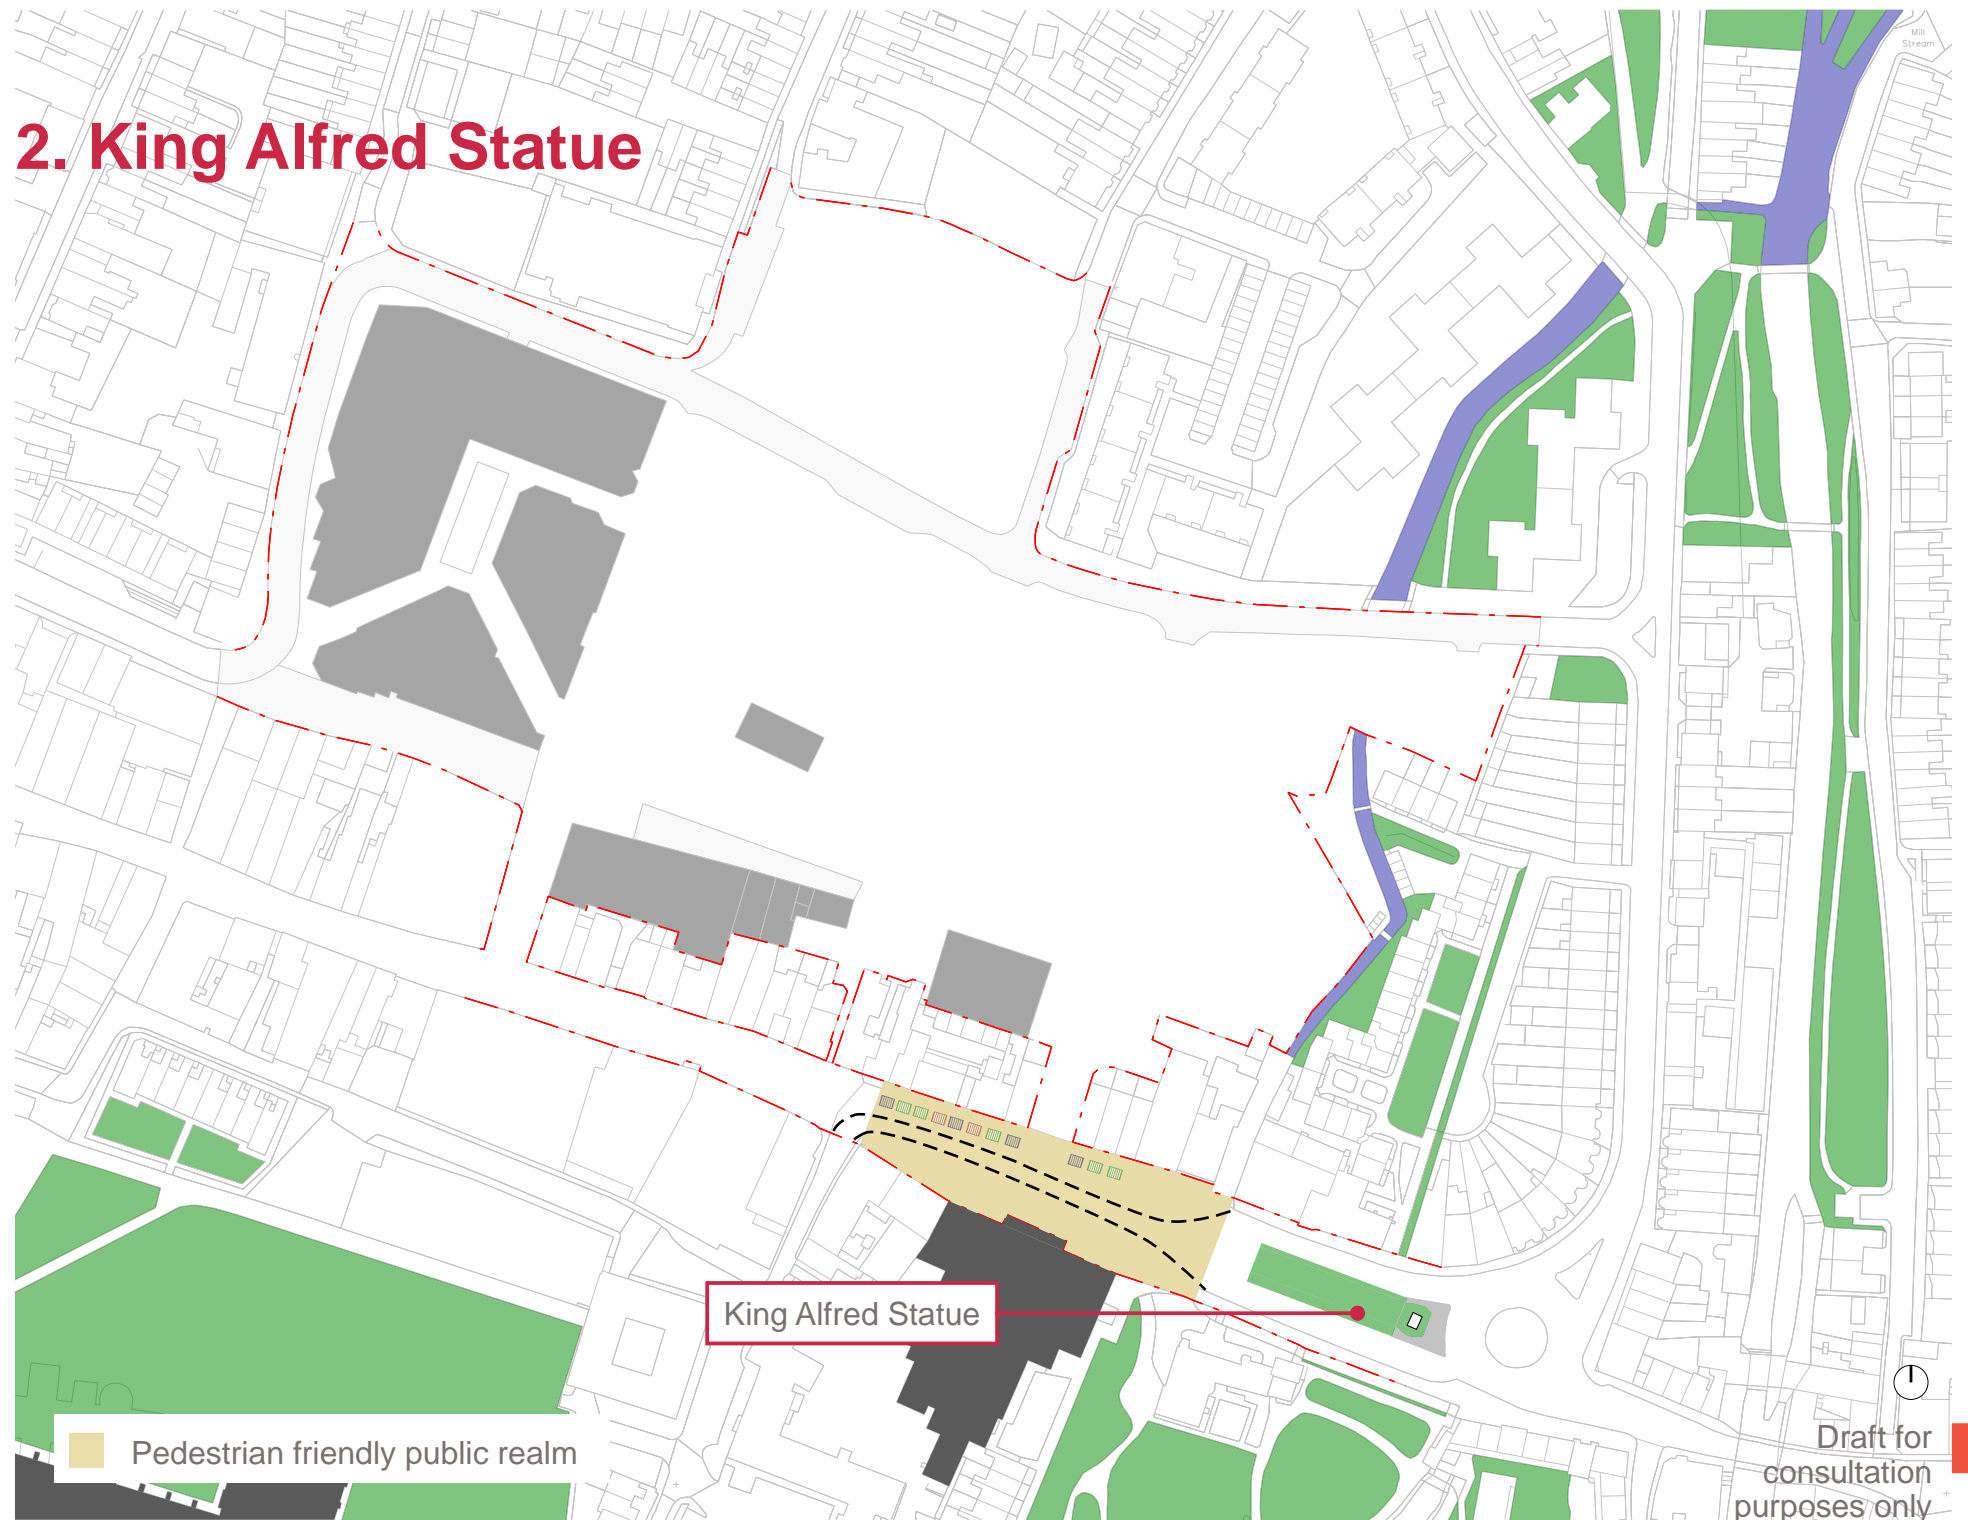 Mill
Stream
2. King Alfred Statue
King Alfred Statue
Pedestrian friendly public realm
Draft for
consultation
purposes only